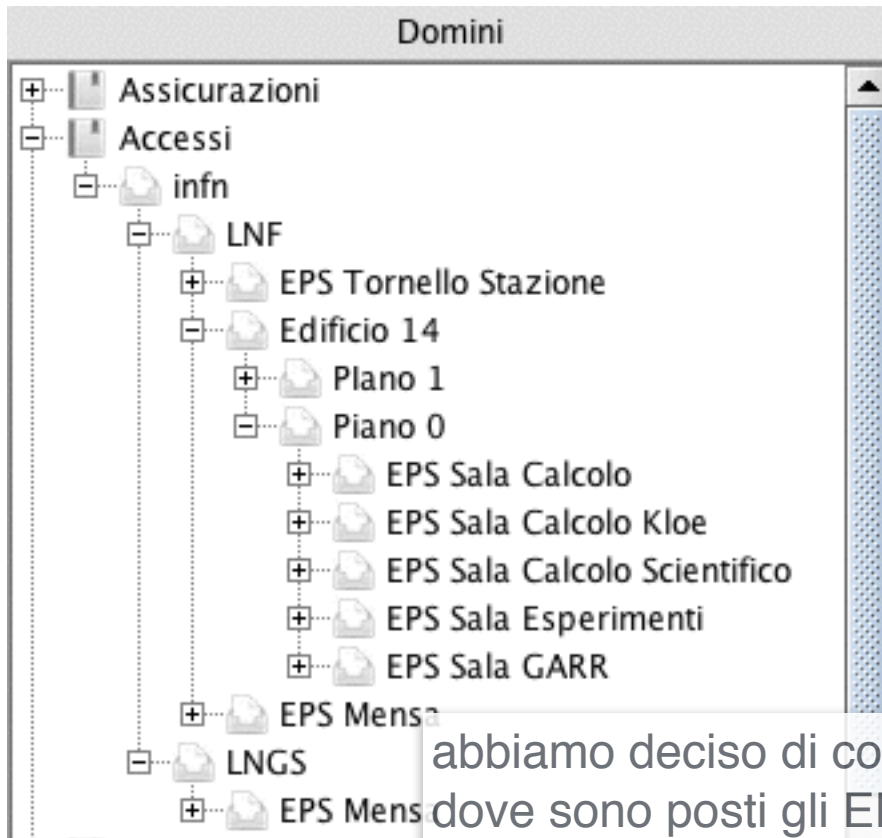 Domini
Assicurazioni
Accessi
infn
LNF
EPS Tornello Stazione
Edificio 14
Plano 1
Piano 0
EPS Sala Calcolo
EPS Sala Calcolo Kloe
EPS Sala Calcolo Scientifico
EPS Sala Esperimenti
EPS Sala GARR
EPS Mensa
LNGS
abbiamo deciso di co
EPS Mensa
dove sono posti gli